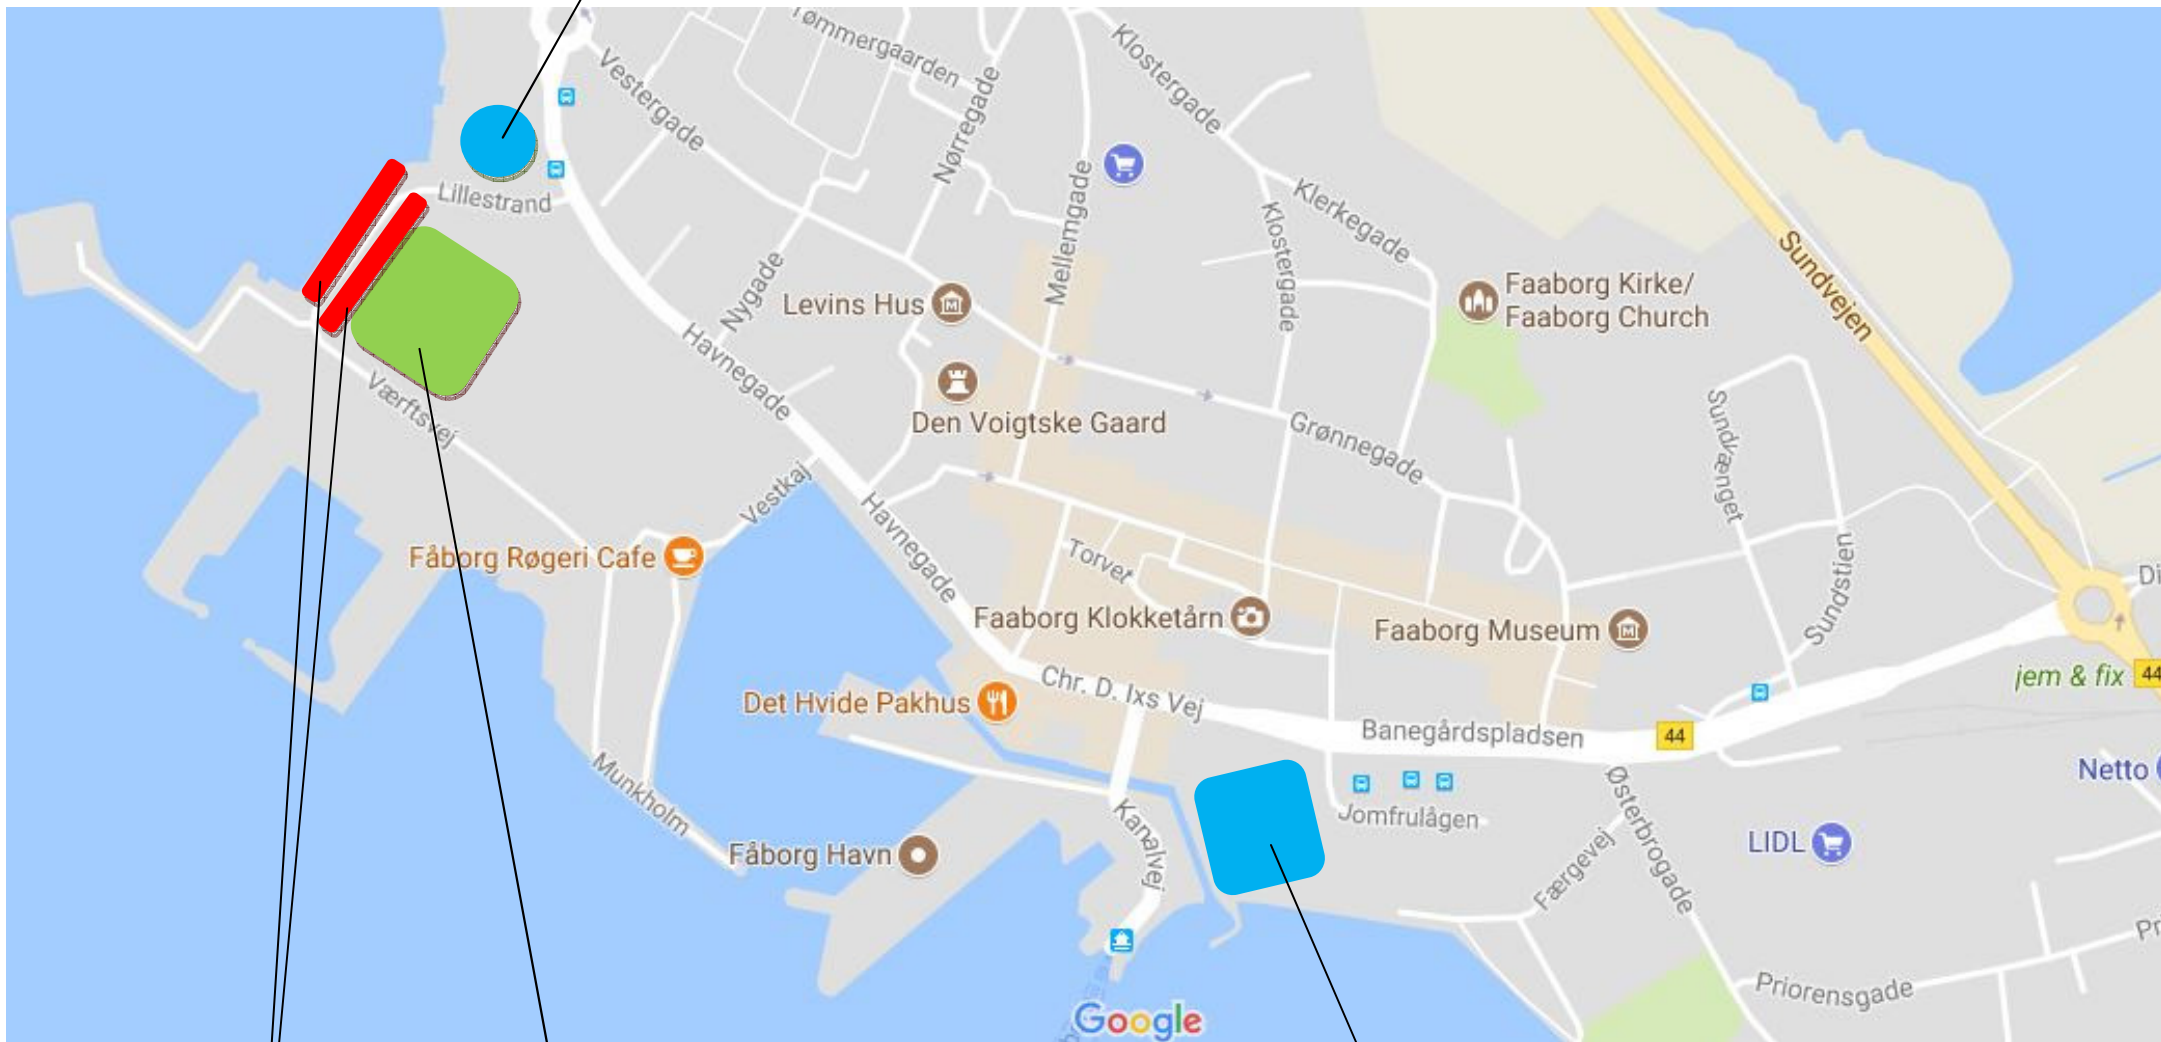 Tømmergaarden
Klostergade
Vestergade
Nørregade
Lillestrand
Mellemgade
Klerkegade
Klostergade
Sundvejen
Nygade
Levins Hus
Faaborg Kirke/
Faaborg Church
Havnegade
Værftsvej
Den Voigtske Gaard
Grønnegade
Sundvænget
Vestkaj
Havnegade
Fåborg Røgeri Cafe
Torvet
Sundstien
Di
Faaborg Klokketårn
Faaborg Museum
jem & fix
44
Det Hvide Pakhus
Chr. D. Ixs Vej
Banegårdspladsen
44
Munkholm
Østerbrogade
Netto
Kanalvej
Jomfrulågen
LIDL
Fåborg Havn
Færgevej
Pr
Priorensgade
Google